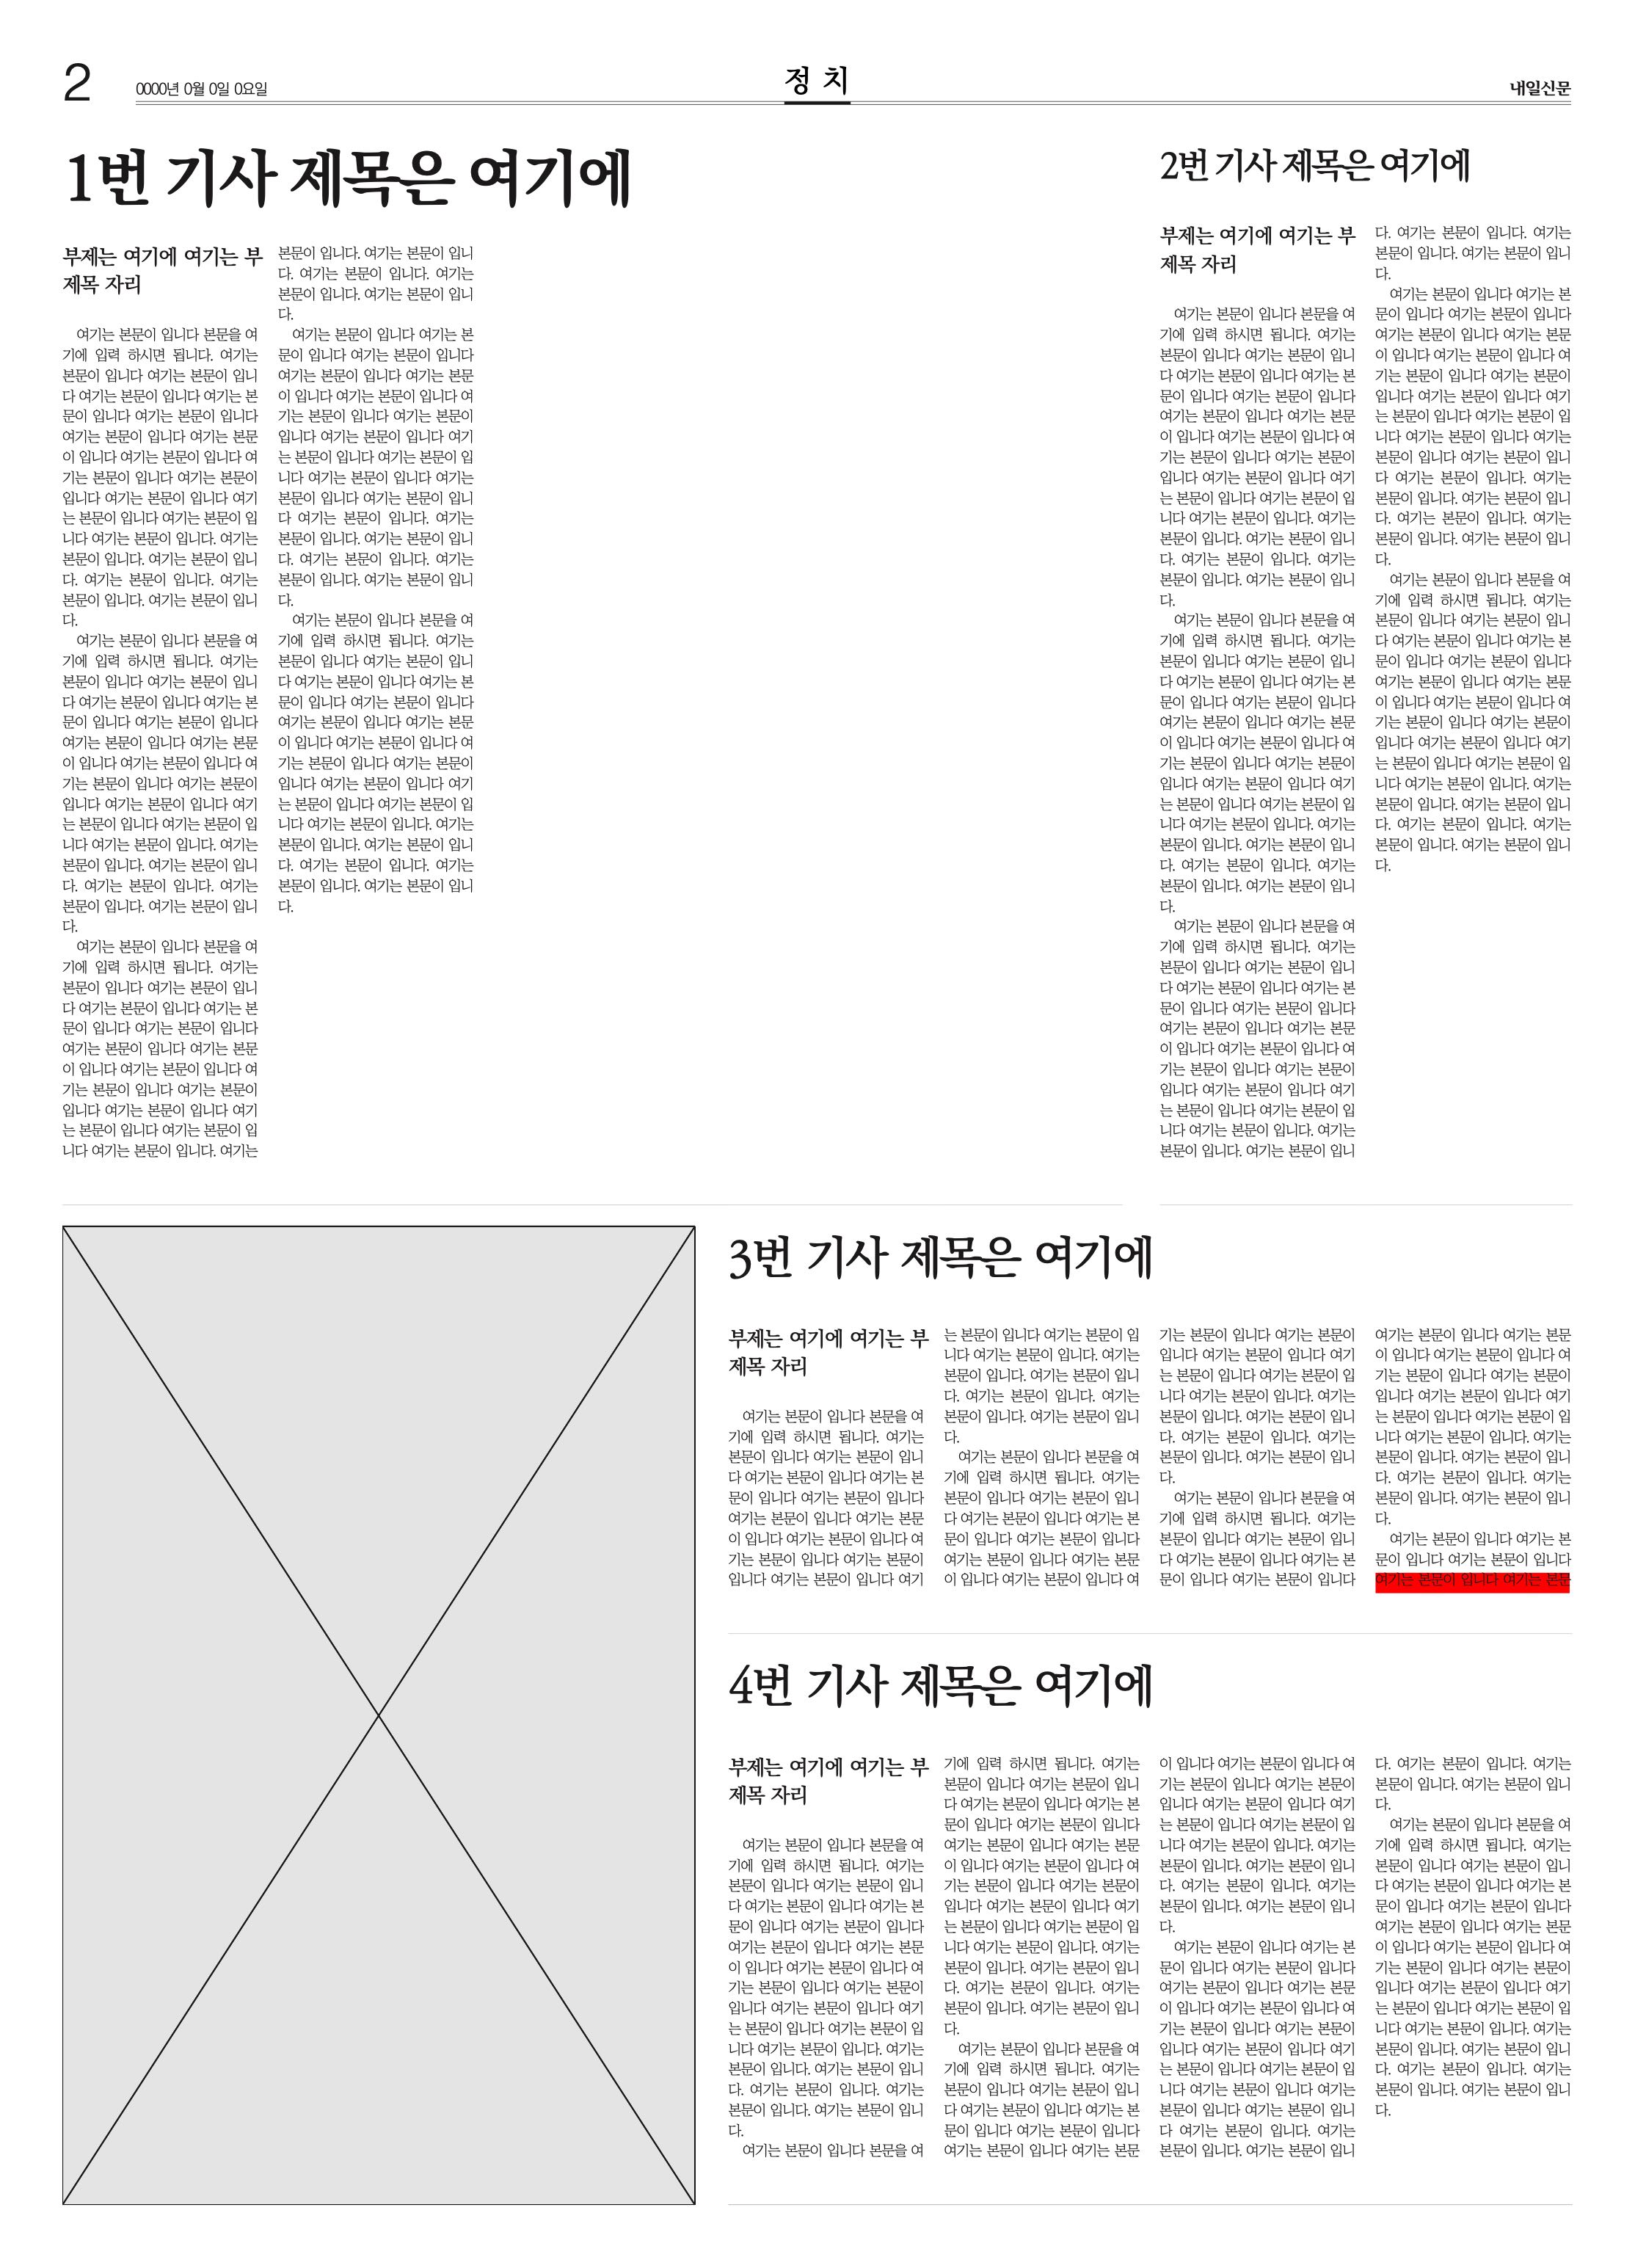 2
0000년 0월 0일 0요일
정 치
내일신문
1번 기사 제목은 여기에
부제는 여기에 여기는 부
제목 자리
여기는 본문이 입니다 본문을 여
기에 입력 하시면 됩니다. 여기는
본문이 입니다 여기는 본문이 입니
다 여기는 본문이 입니다 여기는 본
문이 입니다 여기는 본문이 입니다
여기는 본문이 입니다 여기는 본문
이 입니다 여기는 본문이 입니다 여
기는 본문이 입니다 여기는 본문이
입니다 여기는 본문이 입니다 여기
는 본문이 입니다 여기는 본문이 입
니다 여기는 본문이 입니다. 여기는
본문이 입니다. 여기는 본문이 입니
다. 여기는 본문이 입니다. 여기는
본문이 입니다. 여기는 본문이 입니
다.
여기는 본문이 입니다 본문을 여
기에 입력 하시면 됩니다. 여기는
본문이 입니다 여기는 본문이 입니
다 여기는 본문이 입니다 여기는 본
문이 입니다 여기는 본문이 입니다
여기는 본문이 입니다 여기는 본문
이 입니다 여기는 본문이 입니다 여
기는 본문이 입니다 여기는 본문이
입니다 여기는 본문이 입니다 여기
는 본문이 입니다 여기는 본문이 입
니다 여기는 본문이 입니다. 여기는
본문이 입니다. 여기는 본문이 입니
다. 여기는 본문이 입니다. 여기는
본문이 입니다. 여기는 본문이 입니
다.
여기는 본문이 입니다 본문을 여
기에 입력 하시면 됩니다. 여기는
본문이 입니다 여기는 본문이 입니
다 여기는 본문이 입니다 여기는 본
문이 입니다 여기는 본문이 입니다
여기는 본문이 입니다 여기는 본문
이 입니다 여기는 본문이 입니다 여
기는 본문이 입니다 여기는 본문이
입니다 여기는 본문이 입니다 여기
는 본문이 입니다 여기는 본문이 입
니다 여기는 본문이 입니다. 여기는
본문이 입니다. 여기는 본문이 입니
다. 여기는 본문이 입니다. 여기는
본문이 입니다. 여기는 본문이 입니
다.
여기는 본문이 입니다 여기는 본
문이 입니다 여기는 본문이 입니다
여기는 본문이 입니다 여기는 본문
이 입니다 여기는 본문이 입니다 여
기는 본문이 입니다 여기는 본문이
입니다 여기는 본문이 입니다 여기
는 본문이 입니다 여기는 본문이 입
니다 여기는 본문이 입니다 여기는
본문이 입니다 여기는 본문이 입니
다 여기는 본문이 입니다. 여기는
본문이 입니다. 여기는 본문이 입니
다. 여기는 본문이 입니다. 여기는
본문이 입니다. 여기는 본문이 입니
다.
여기는 본문이 입니다 본문을 여
기에 입력 하시면 됩니다. 여기는
본문이 입니다 여기는 본문이 입니
다 여기는 본문이 입니다 여기는 본
문이 입니다 여기는 본문이 입니다
여기는 본문이 입니다 여기는 본문
이 입니다 여기는 본문이 입니다 여
기는 본문이 입니다 여기는 본문이
입니다 여기는 본문이 입니다 여기
는 본문이 입니다 여기는 본문이 입
니다 여기는 본문이 입니다. 여기는
본문이 입니다. 여기는 본문이 입니
다. 여기는 본문이 입니다. 여기는
본문이 입니다. 여기는 본문이 입니
다.
2번 기사 제목은 여기에
부제는 여기에 여기는 부
제목 자리
여기는 본문이 입니다 본문을 여
기에 입력 하시면 됩니다. 여기는
본문이 입니다 여기는 본문이 입니
다 여기는 본문이 입니다 여기는 본
문이 입니다 여기는 본문이 입니다
여기는 본문이 입니다 여기는 본문
이 입니다 여기는 본문이 입니다 여
기는 본문이 입니다 여기는 본문이
입니다 여기는 본문이 입니다 여기
는 본문이 입니다 여기는 본문이 입
니다 여기는 본문이 입니다. 여기는
본문이 입니다. 여기는 본문이 입니
다. 여기는 본문이 입니다. 여기는
본문이 입니다. 여기는 본문이 입니
다.
여기는 본문이 입니다 본문을 여
기에 입력 하시면 됩니다. 여기는
본문이 입니다 여기는 본문이 입니
다 여기는 본문이 입니다 여기는 본
문이 입니다 여기는 본문이 입니다
여기는 본문이 입니다 여기는 본문
이 입니다 여기는 본문이 입니다 여
기는 본문이 입니다 여기는 본문이
입니다 여기는 본문이 입니다 여기
는 본문이 입니다 여기는 본문이 입
니다 여기는 본문이 입니다. 여기는
본문이 입니다. 여기는 본문이 입니
다. 여기는 본문이 입니다. 여기는
본문이 입니다. 여기는 본문이 입니
다.
여기는 본문이 입니다 본문을 여
기에 입력 하시면 됩니다. 여기는
본문이 입니다 여기는 본문이 입니
다 여기는 본문이 입니다 여기는 본
문이 입니다 여기는 본문이 입니다
여기는 본문이 입니다 여기는 본문
이 입니다 여기는 본문이 입니다 여
기는 본문이 입니다 여기는 본문이
입니다 여기는 본문이 입니다 여기
는 본문이 입니다 여기는 본문이 입
니다 여기는 본문이 입니다. 여기는
본문이 입니다. 여기는 본문이 입니
다. 여기는 본문이 입니다. 여기는
본문이 입니다. 여기는 본문이 입니
다.
여기는 본문이 입니다 여기는 본
문이 입니다 여기는 본문이 입니다
여기는 본문이 입니다 여기는 본문
이 입니다 여기는 본문이 입니다 여
기는 본문이 입니다 여기는 본문이
입니다 여기는 본문이 입니다 여기
는 본문이 입니다 여기는 본문이 입
니다 여기는 본문이 입니다 여기는
본문이 입니다 여기는 본문이 입니
다 여기는 본문이 입니다. 여기는
본문이 입니다. 여기는 본문이 입니
다. 여기는 본문이 입니다. 여기는
본문이 입니다. 여기는 본문이 입니
다.
여기는 본문이 입니다 본문을 여
기에 입력 하시면 됩니다. 여기는
본문이 입니다 여기는 본문이 입니
다 여기는 본문이 입니다 여기는 본
문이 입니다 여기는 본문이 입니다
여기는 본문이 입니다 여기는 본문
이 입니다 여기는 본문이 입니다 여
기는 본문이 입니다 여기는 본문이
입니다 여기는 본문이 입니다 여기
는 본문이 입니다 여기는 본문이 입
니다 여기는 본문이 입니다. 여기는
본문이 입니다. 여기는 본문이 입니
다. 여기는 본문이 입니다. 여기는
본문이 입니다. 여기는 본문이 입니
다.
3번 기사 제목은 여기에
부제는 여기에 여기는 부
제목 자리
여기는 본문이 입니다 본문을 여
기에 입력 하시면 됩니다. 여기는
본문이 입니다 여기는 본문이 입니
다 여기는 본문이 입니다 여기는 본
문이 입니다 여기는 본문이 입니다
여기는 본문이 입니다 여기는 본문
이 입니다 여기는 본문이 입니다 여
기는 본문이 입니다 여기는 본문이
입니다 여기는 본문이 입니다 여기
는 본문이 입니다 여기는 본문이 입
니다 여기는 본문이 입니다. 여기는
본문이 입니다. 여기는 본문이 입니
다. 여기는 본문이 입니다. 여기는
본문이 입니다. 여기는 본문이 입니
다.
여기는 본문이 입니다 본문을 여
기에 입력 하시면 됩니다. 여기는
본문이 입니다 여기는 본문이 입니
다 여기는 본문이 입니다 여기는 본
문이 입니다 여기는 본문이 입니다
여기는 본문이 입니다 여기는 본문
이 입니다 여기는 본문이 입니다 여
기는 본문이 입니다 여기는 본문이
입니다 여기는 본문이 입니다 여기
는 본문이 입니다 여기는 본문이 입
니다 여기는 본문이 입니다. 여기는
본문이 입니다. 여기는 본문이 입니
다. 여기는 본문이 입니다. 여기는
본문이 입니다. 여기는 본문이 입니
다.
여기는 본문이 입니다 본문을 여
기에 입력 하시면 됩니다. 여기는
본문이 입니다 여기는 본문이 입니
다 여기는 본문이 입니다 여기는 본
문이 입니다 여기는 본문이 입니다
여기는 본문이 입니다 여기는 본문
이 입니다 여기는 본문이 입니다 여
기는 본문이 입니다 여기는 본문이
입니다 여기는 본문이 입니다 여기
는 본문이 입니다 여기는 본문이 입
니다 여기는 본문이 입니다. 여기는
본문이 입니다. 여기는 본문이 입니
다. 여기는 본문이 입니다. 여기는
본문이 입니다. 여기는 본문이 입니
다.
여기는 본문이 입니다 여기는 본
문이 입니다 여기는 본문이 입니다
여기는 본문이 입니다 여기는 본문
4번 기사 제목은 여기에
부제는 여기에 여기는 부
제목 자리
여기는 본문이 입니다 본문을 여
기에 입력 하시면 됩니다. 여기는
본문이 입니다 여기는 본문이 입니
다 여기는 본문이 입니다 여기는 본
문이 입니다 여기는 본문이 입니다
여기는 본문이 입니다 여기는 본문
이 입니다 여기는 본문이 입니다 여
기는 본문이 입니다 여기는 본문이
입니다 여기는 본문이 입니다 여기
는 본문이 입니다 여기는 본문이 입
니다 여기는 본문이 입니다. 여기는
본문이 입니다. 여기는 본문이 입니
다. 여기는 본문이 입니다. 여기는
본문이 입니다. 여기는 본문이 입니
다.
여기는 본문이 입니다 본문을 여
기에 입력 하시면 됩니다. 여기는
본문이 입니다 여기는 본문이 입니
다 여기는 본문이 입니다 여기는 본
문이 입니다 여기는 본문이 입니다
여기는 본문이 입니다 여기는 본문
이 입니다 여기는 본문이 입니다 여
기는 본문이 입니다 여기는 본문이
입니다 여기는 본문이 입니다 여기
는 본문이 입니다 여기는 본문이 입
니다 여기는 본문이 입니다. 여기는
본문이 입니다. 여기는 본문이 입니
다. 여기는 본문이 입니다. 여기는
본문이 입니다. 여기는 본문이 입니
다.
여기는 본문이 입니다 본문을 여
기에 입력 하시면 됩니다. 여기는
본문이 입니다 여기는 본문이 입니
다 여기는 본문이 입니다 여기는 본
문이 입니다 여기는 본문이 입니다
여기는 본문이 입니다 여기는 본문
이 입니다 여기는 본문이 입니다 여
기는 본문이 입니다 여기는 본문이
입니다 여기는 본문이 입니다 여기
는 본문이 입니다 여기는 본문이 입
니다 여기는 본문이 입니다. 여기는
본문이 입니다. 여기는 본문이 입니
다. 여기는 본문이 입니다. 여기는
본문이 입니다. 여기는 본문이 입니
다.
여기는 본문이 입니다 여기는 본
문이 입니다 여기는 본문이 입니다
여기는 본문이 입니다 여기는 본문
이 입니다 여기는 본문이 입니다 여
기는 본문이 입니다 여기는 본문이
입니다 여기는 본문이 입니다 여기
는 본문이 입니다 여기는 본문이 입
니다 여기는 본문이 입니다 여기는
본문이 입니다 여기는 본문이 입니
다 여기는 본문이 입니다. 여기는
본문이 입니다. 여기는 본문이 입니
다. 여기는 본문이 입니다. 여기는
본문이 입니다. 여기는 본문이 입니
다.
여기는 본문이 입니다 본문을 여
기에 입력 하시면 됩니다. 여기는
본문이 입니다 여기는 본문이 입니
다 여기는 본문이 입니다 여기는 본
문이 입니다 여기는 본문이 입니다
여기는 본문이 입니다 여기는 본문
이 입니다 여기는 본문이 입니다 여
기는 본문이 입니다 여기는 본문이
입니다 여기는 본문이 입니다 여기
는 본문이 입니다 여기는 본문이 입
니다 여기는 본문이 입니다. 여기는
본문이 입니다. 여기는 본문이 입니
다. 여기는 본문이 입니다. 여기는
본문이 입니다. 여기는 본문이 입니
다.